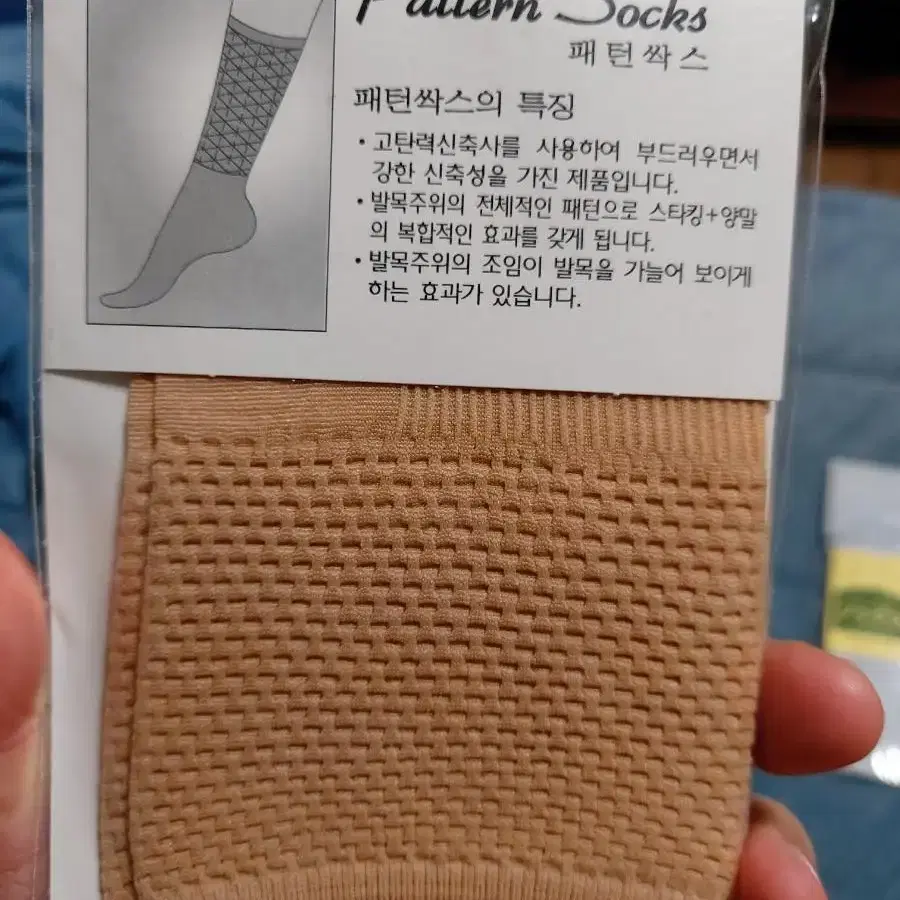 Pattern Socks
패턴싹스
패턴싹스의 특징
• 고탄력신축사를 사용하여 부드러우면서
강한 신축성을 가진 제품입니다.
• 발목주위의 전체적인 패턴으로 스타킹+양말
의 복합적인 효과를 갖게 됩니다.
• 발목주위의 조임이 발목을 가늘어 보이게
하는 효과가 있습니다.